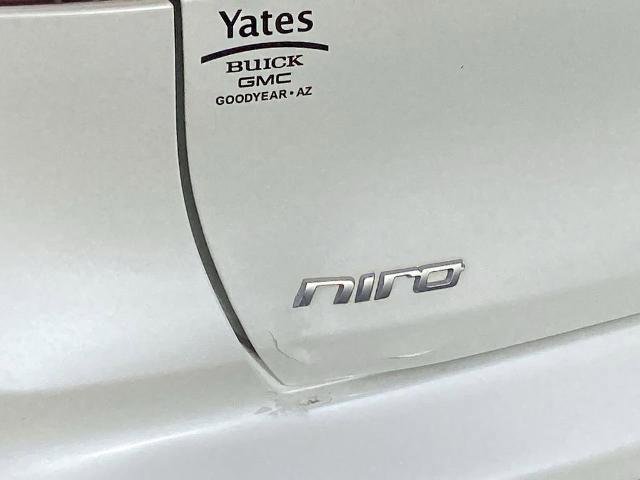 Yates
BUICK
GMC
GOODYEAR • AZ
niro